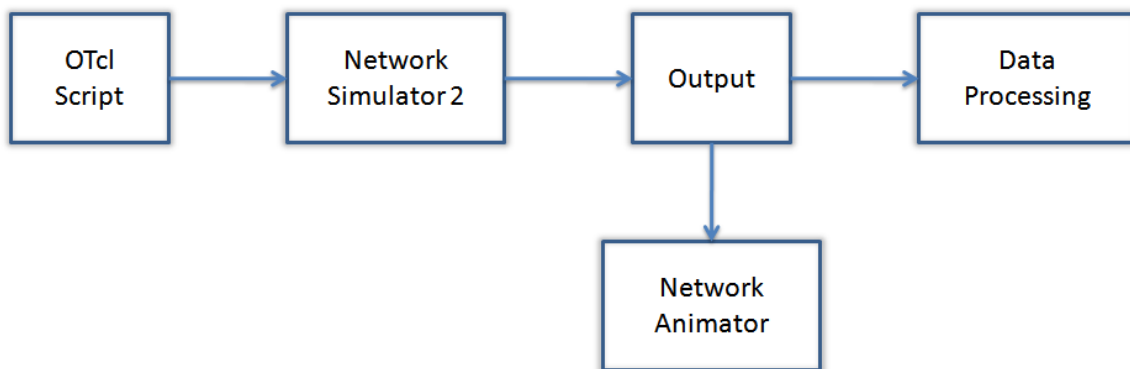 OTcl
Script
Network
Simulator 2
Output
Data
Processing
Network
Animator